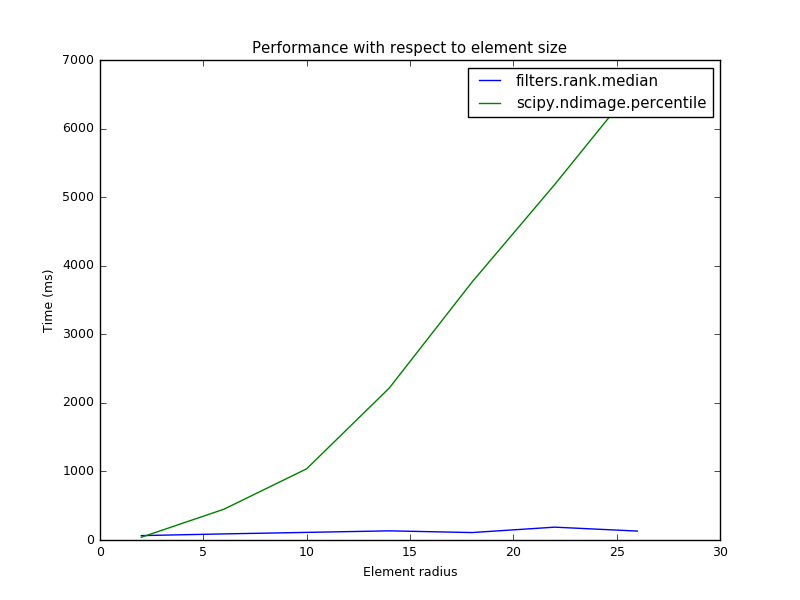 Performance with respect to element size
7000
6000
5000
4000
3000
2000
1000
0
Time (ms)
filters.rank.median
scipy.ndimage.percentile
0 5 10 15 20 25 30
Element radius